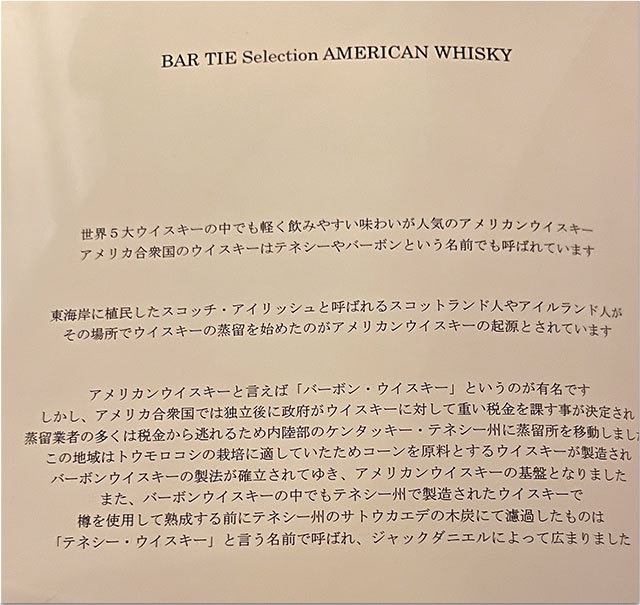 BAR TIE Selection AMERICAN WHISKY
世界５大ウイスキーの中でも軽く飲みやすい味わいが人気のアメリカンウイスキー
アメリカ合衆国のウイスキーはテネシーやバーボンという名前でも呼ばれています
東海岸に植民したスコッチ・アイリッシュと呼ばれるスコットランド人やアイルランド人が
その場所でウイスキーの蒸留を始めたのがアメリカンウイスキーの起源とされています
アメリカンウイスキーと言えば「バーボン・ウイスキー」というのが有名です
しかし、アメリカ合衆国では独立後に政府がウイスキーに対して重い税金を課す事が決定され
蒸留業者の多くは税金から逃れるため内陸部のケンタッキー・テネシー州に蒸留所を移動しました
この地域はトウモロコシの栽培に適していたためコーンを原料とするウイスキーが製造され
バーボンウイスキーの製法が確立されてゆき、アメリカンウイスキーの基盤となりました
また、バーボンウイスキーの中でもテネシー州で製造されたウイスキーで
樽を使用して熟成する前にテネシー州のサトウカエデの木炭にて濾過したものは
「テネシー・ウイスキー」と言う名前で呼ばれ、ジャックダニエルによって広まりました